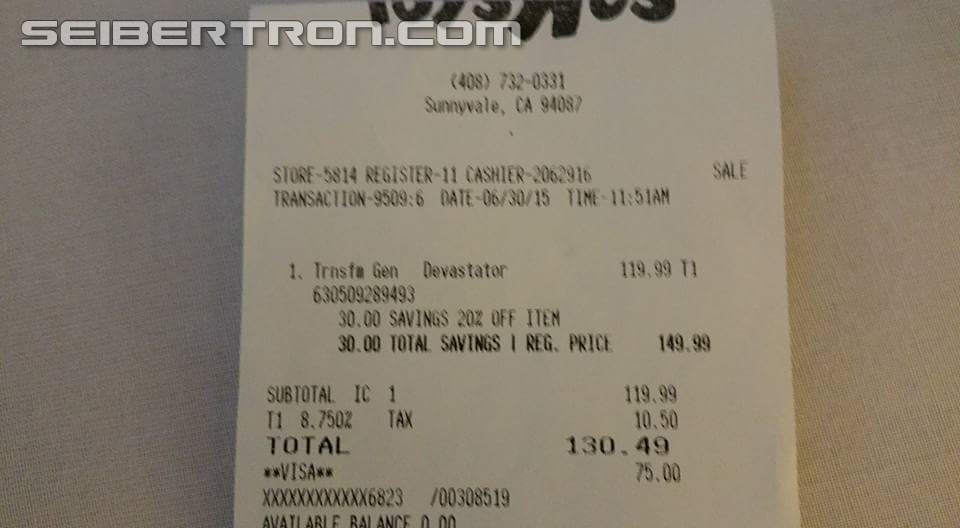 SEIBERTRON.com
(408) 732-0331
Sunnyvale, CA 94087
STORE-5814 REGISTER-11 CASHIER-2062916 SALE
TRANSACTION-9509:6 DATE-06/30/15 TIME-11:51AM
1. Trnsfm Gen Devastator 119.99 T1
630509289493
30.00 SAVINGS 20% OFF ITEM
30.00 TOTAL SAVINGS | REG. PRICE 149.99
SUBTOTAL IC 1 119.99
T1 8.750% TAX 10.50
TOTAL 130.49
**VISA** 75.00
XXXXXXXXXXXX6823 /00308519
AVAILABLE BALANCE 0.00